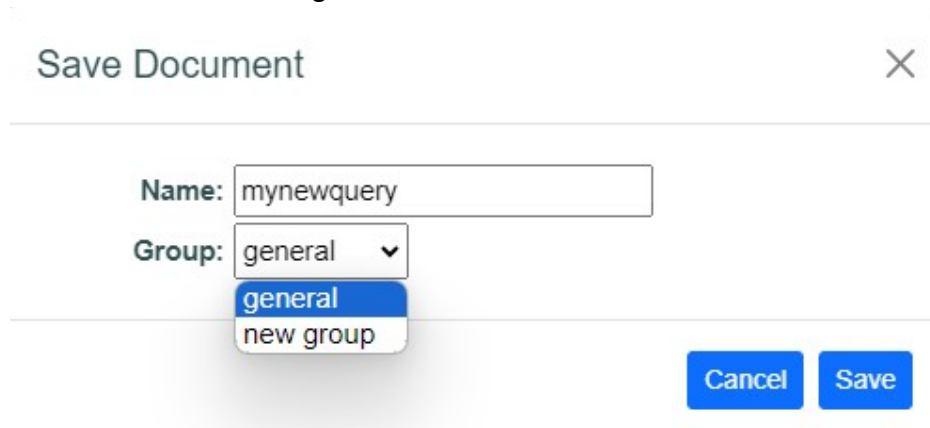 Save Document
Name: mynewquery
Group: general
general
new group
Cancel Save